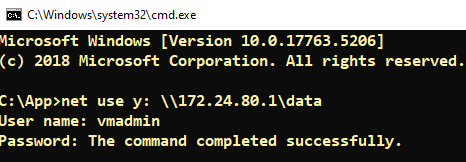 C:\Windows\system32\cmd.exe
Microsoft Windows [Version 10.0.17763.5206]
(c) 2018 Microsoft Corporation. All rights reserved.
C:\App>net use y: \\172.24.80.1\data
User name: vmadmin
Password: The command completed successfully.